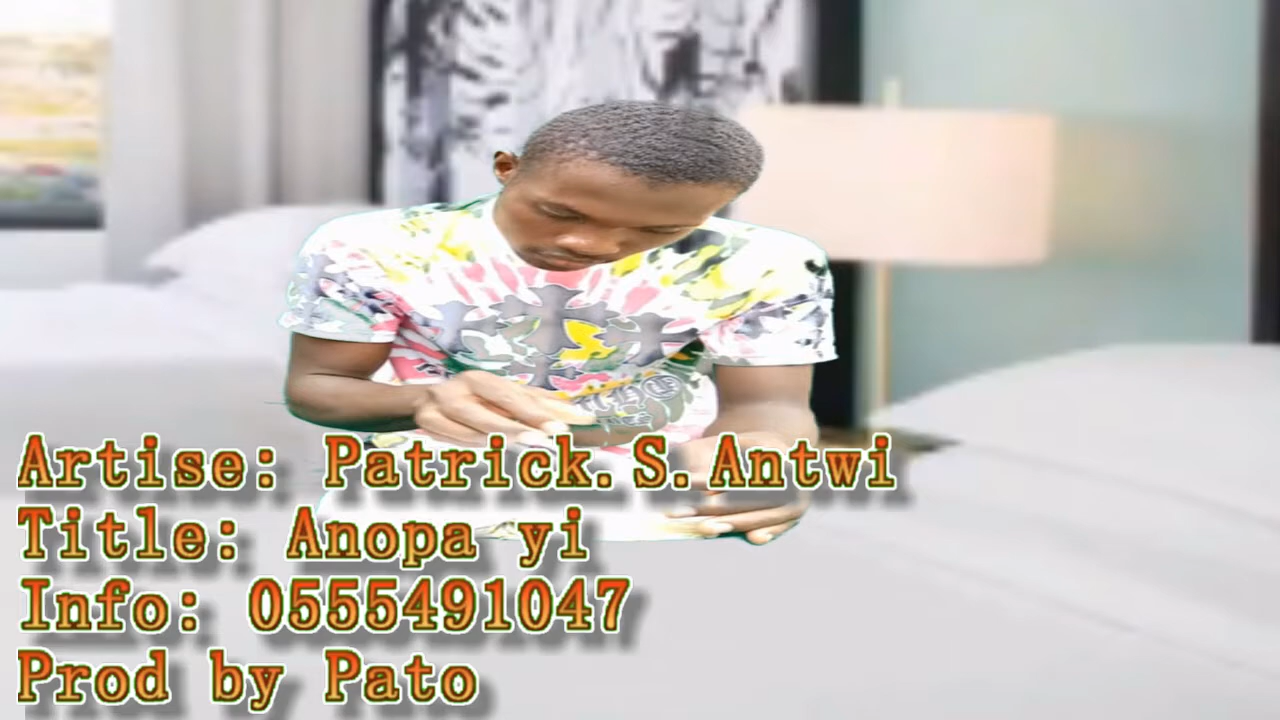 Artise: Patrick.S.Antwi
Title: Anopa yi
Info: 0555491047
Prod by Pato